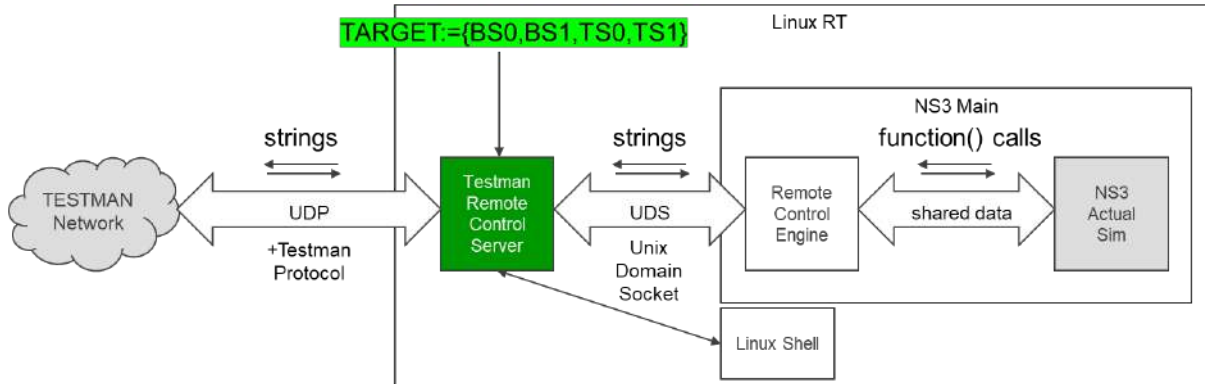 Linux RT
TARGET:={BS0,BS1,TS0,TS1}
NS3 Main
strings
strings
function() calls
TESTMAN
Network
UDP
+Testman
Protocol
Testman
Remote
Control
Server
UDS
Unix
Domain
Socket
Remote
Control
Engine
shared data
NS3
Actual
Sim
Linux Shell